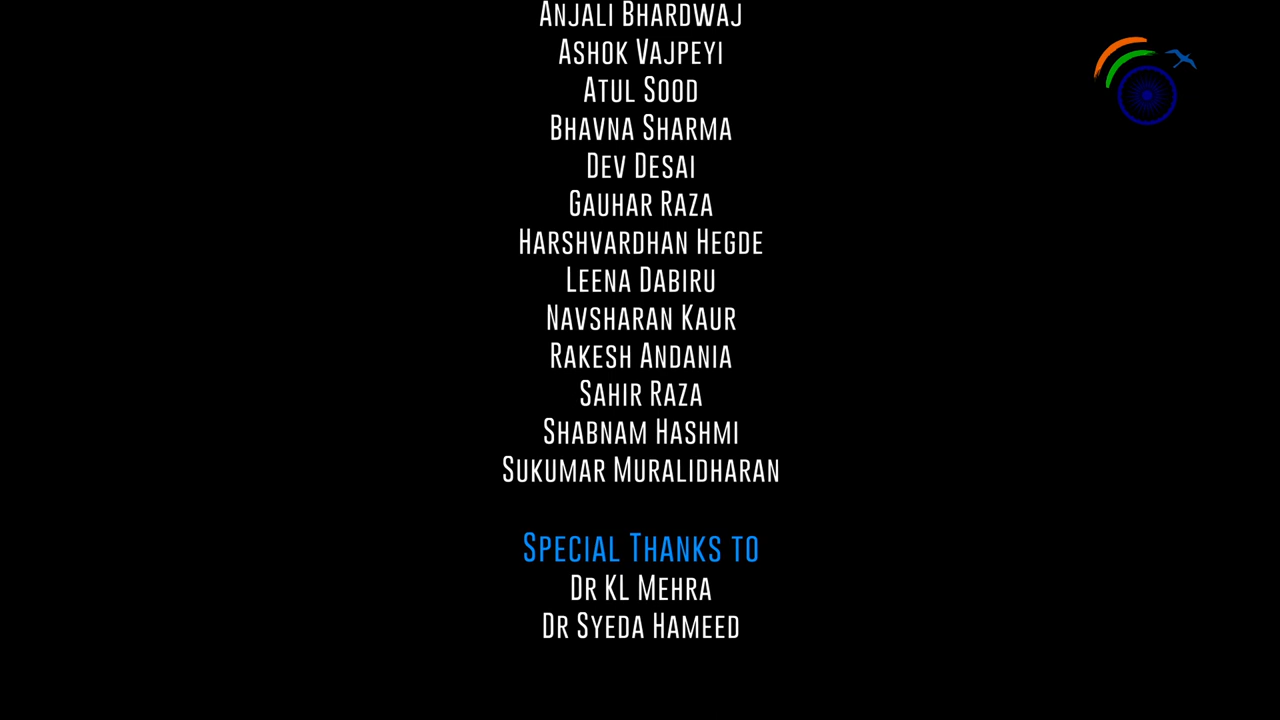 Anjali Bhardwaj
Ashok Vajpeyi
Atul Sood
Bhavna Sharma
Dev Desai
Gauhar Raza
Harshvardhan Hegde
Leena Dabiru
Navsharan Kaur
Rakesh Andania
Sahir Raza
Shabnam Hashmi
Sukumar Muralidharan
Special Thanks to
Dr KL Mehra
Dr Syeda Hameed